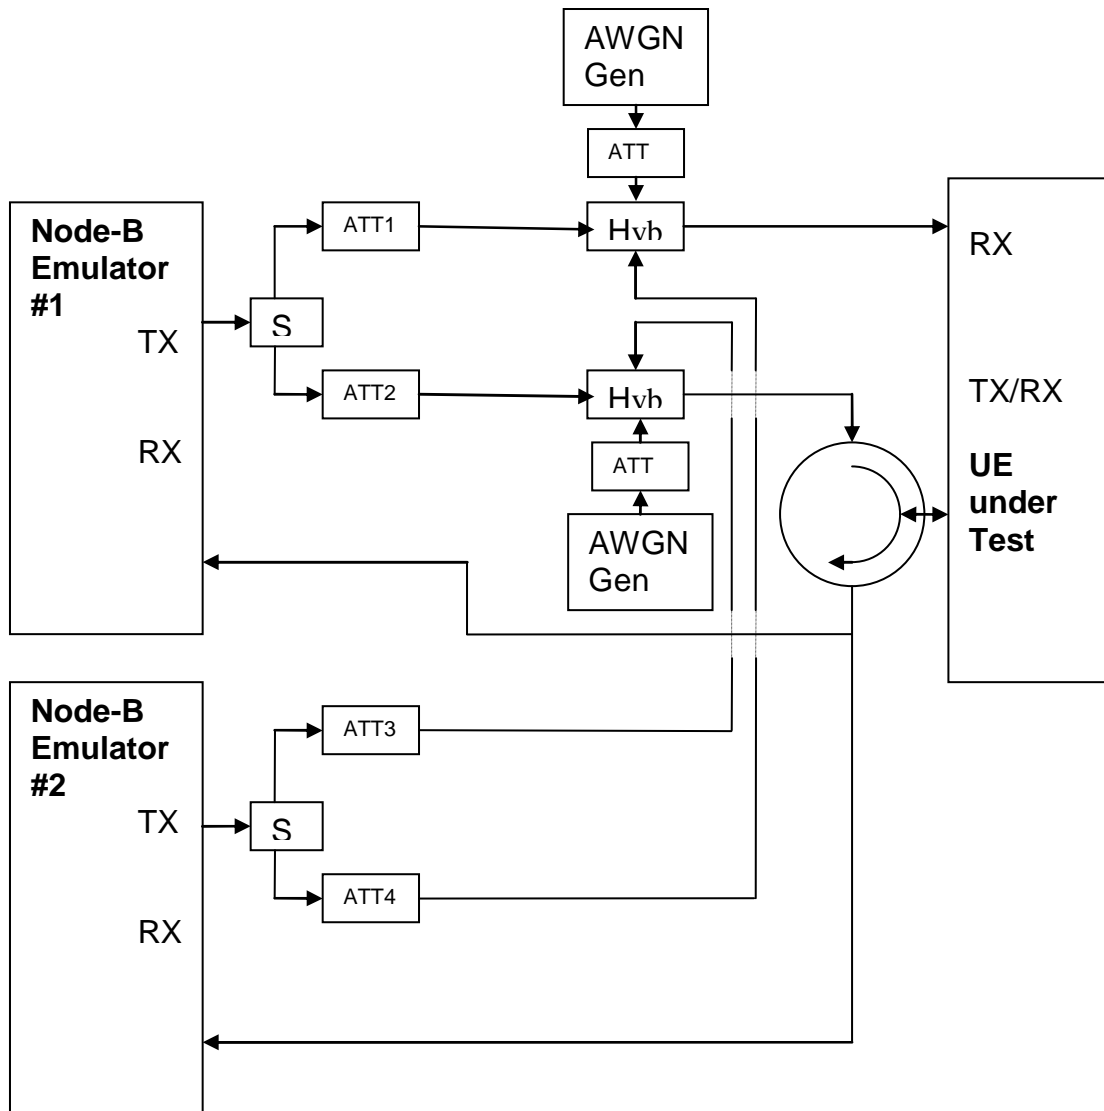 AWGN
Gen
ATT
Node-B
Emulator
#1
TX
RX
S
ATT1
ATT2
Hyb
Hyb
ATT
AWGN
Gen
RX
TX/RX
UE
under
Test
Node-B
Emulator
#2
TX
RX
S
ATT3
ATT4